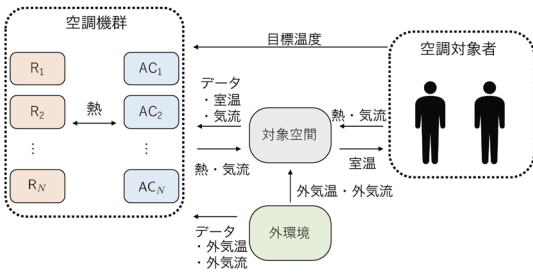 空調機群
空調対象者
目標温度
R1
AC1
R2
熱
AC2
⋮
⋮
RN
ACN
データ
・室温
・気流
熱・気流
対象空間
熱・気流
室温
外気温・外気流
外環境
データ
・外気温
・外気流